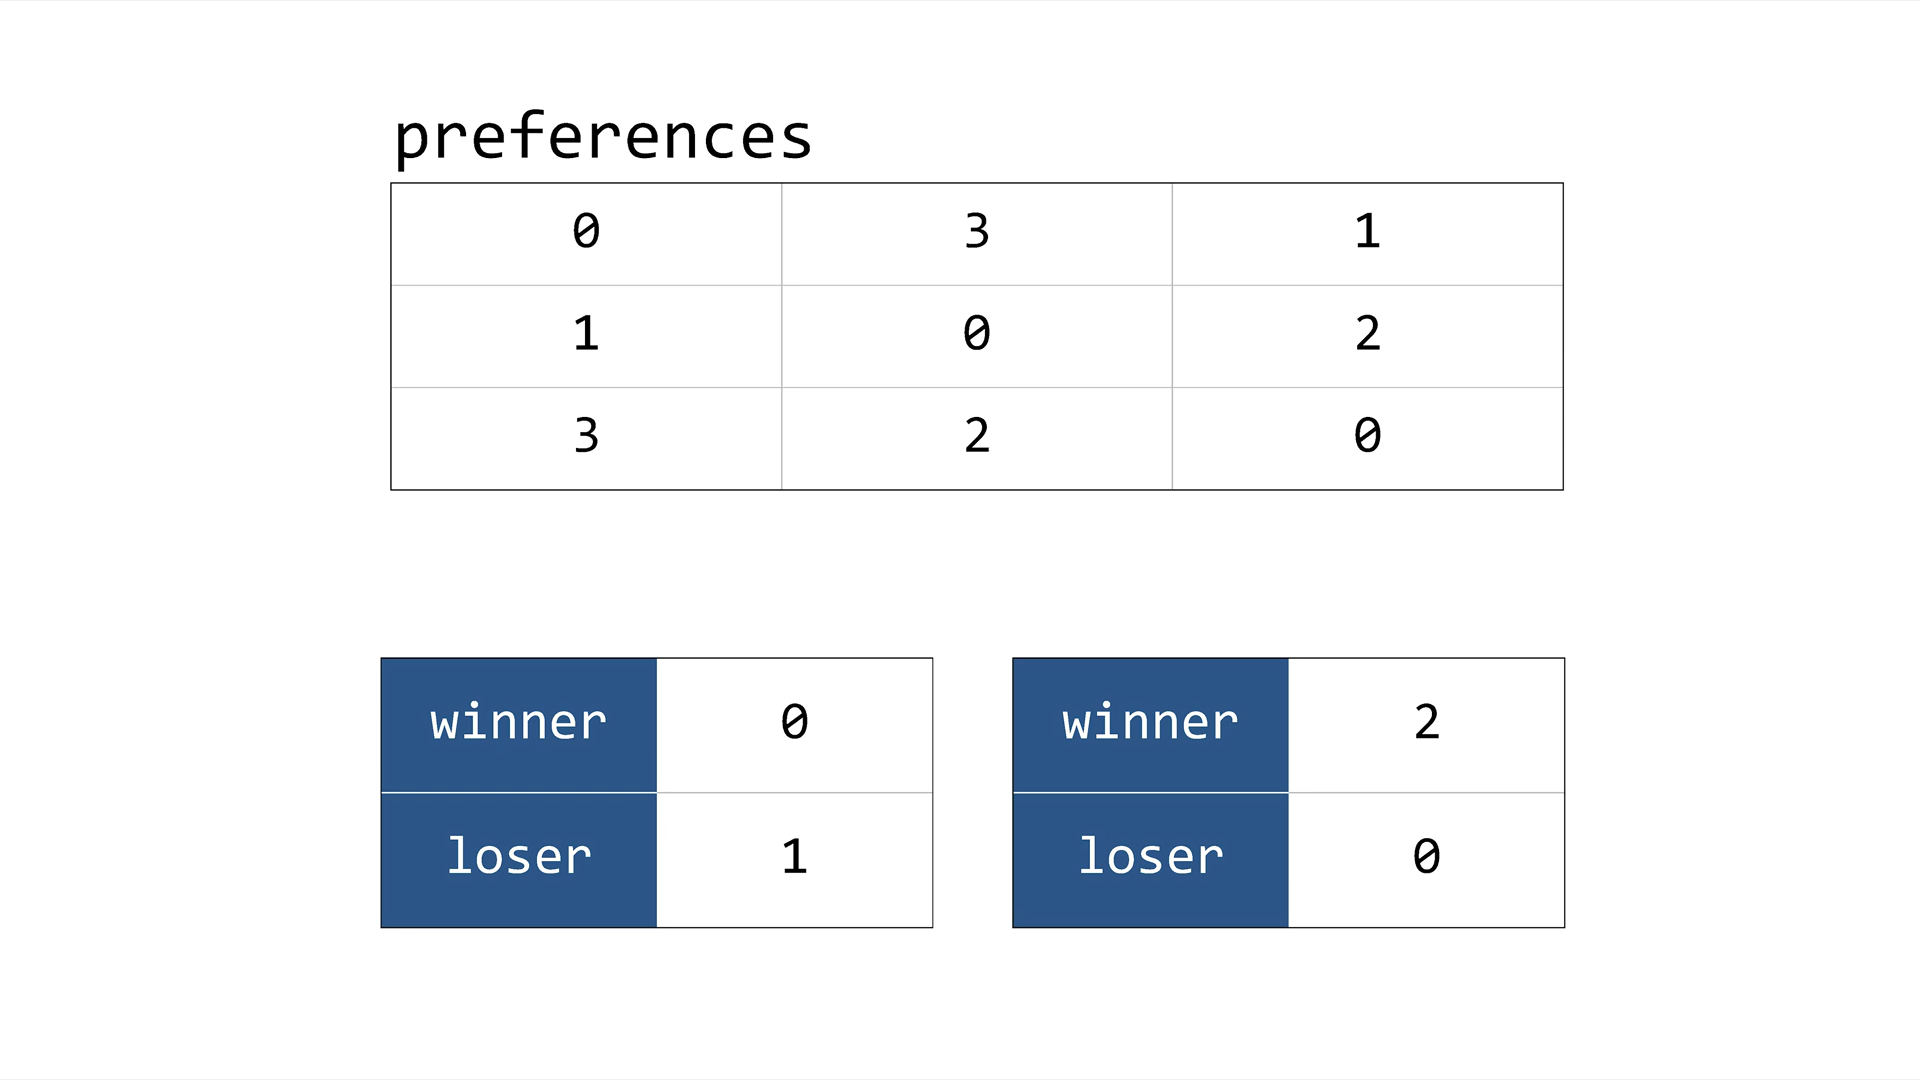 preferences
0 3 1
1 0 2
3 2 0
winner 0 winner 2
loser 1 loser 0